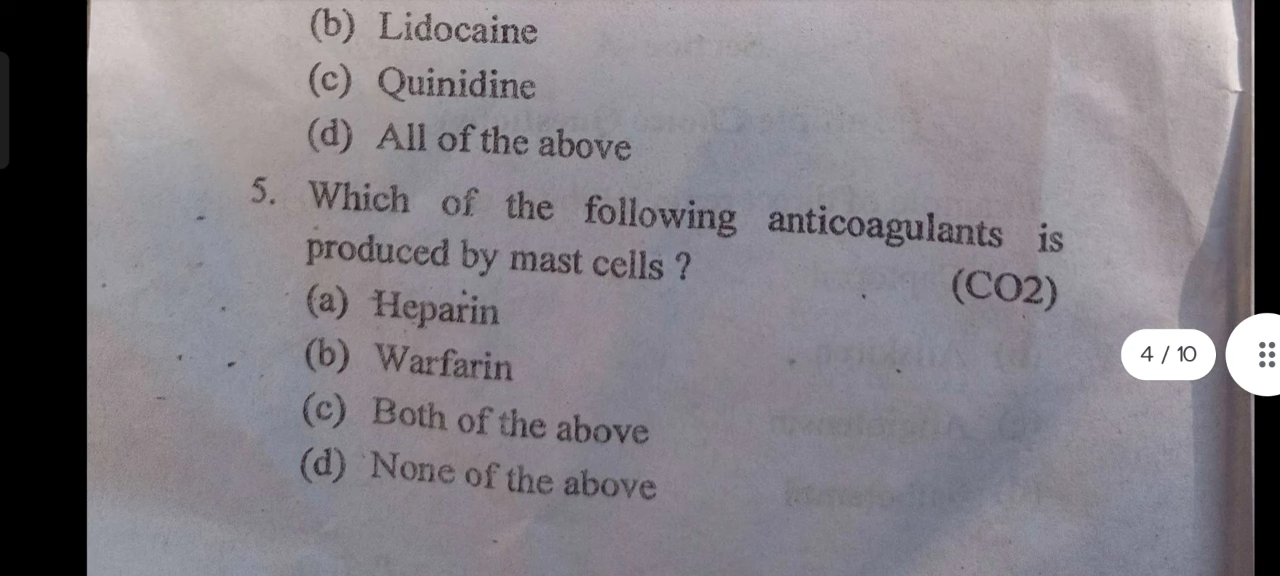 (b) Lidocaine
(c) Quinidine
(d) All of the above
5. Which of the following anticoagulants is
produced by mast cells ?
(CO2)
(a) Heparin
(b) Warfarin
(c) Both of the above
(d) None of the above
4 / 10